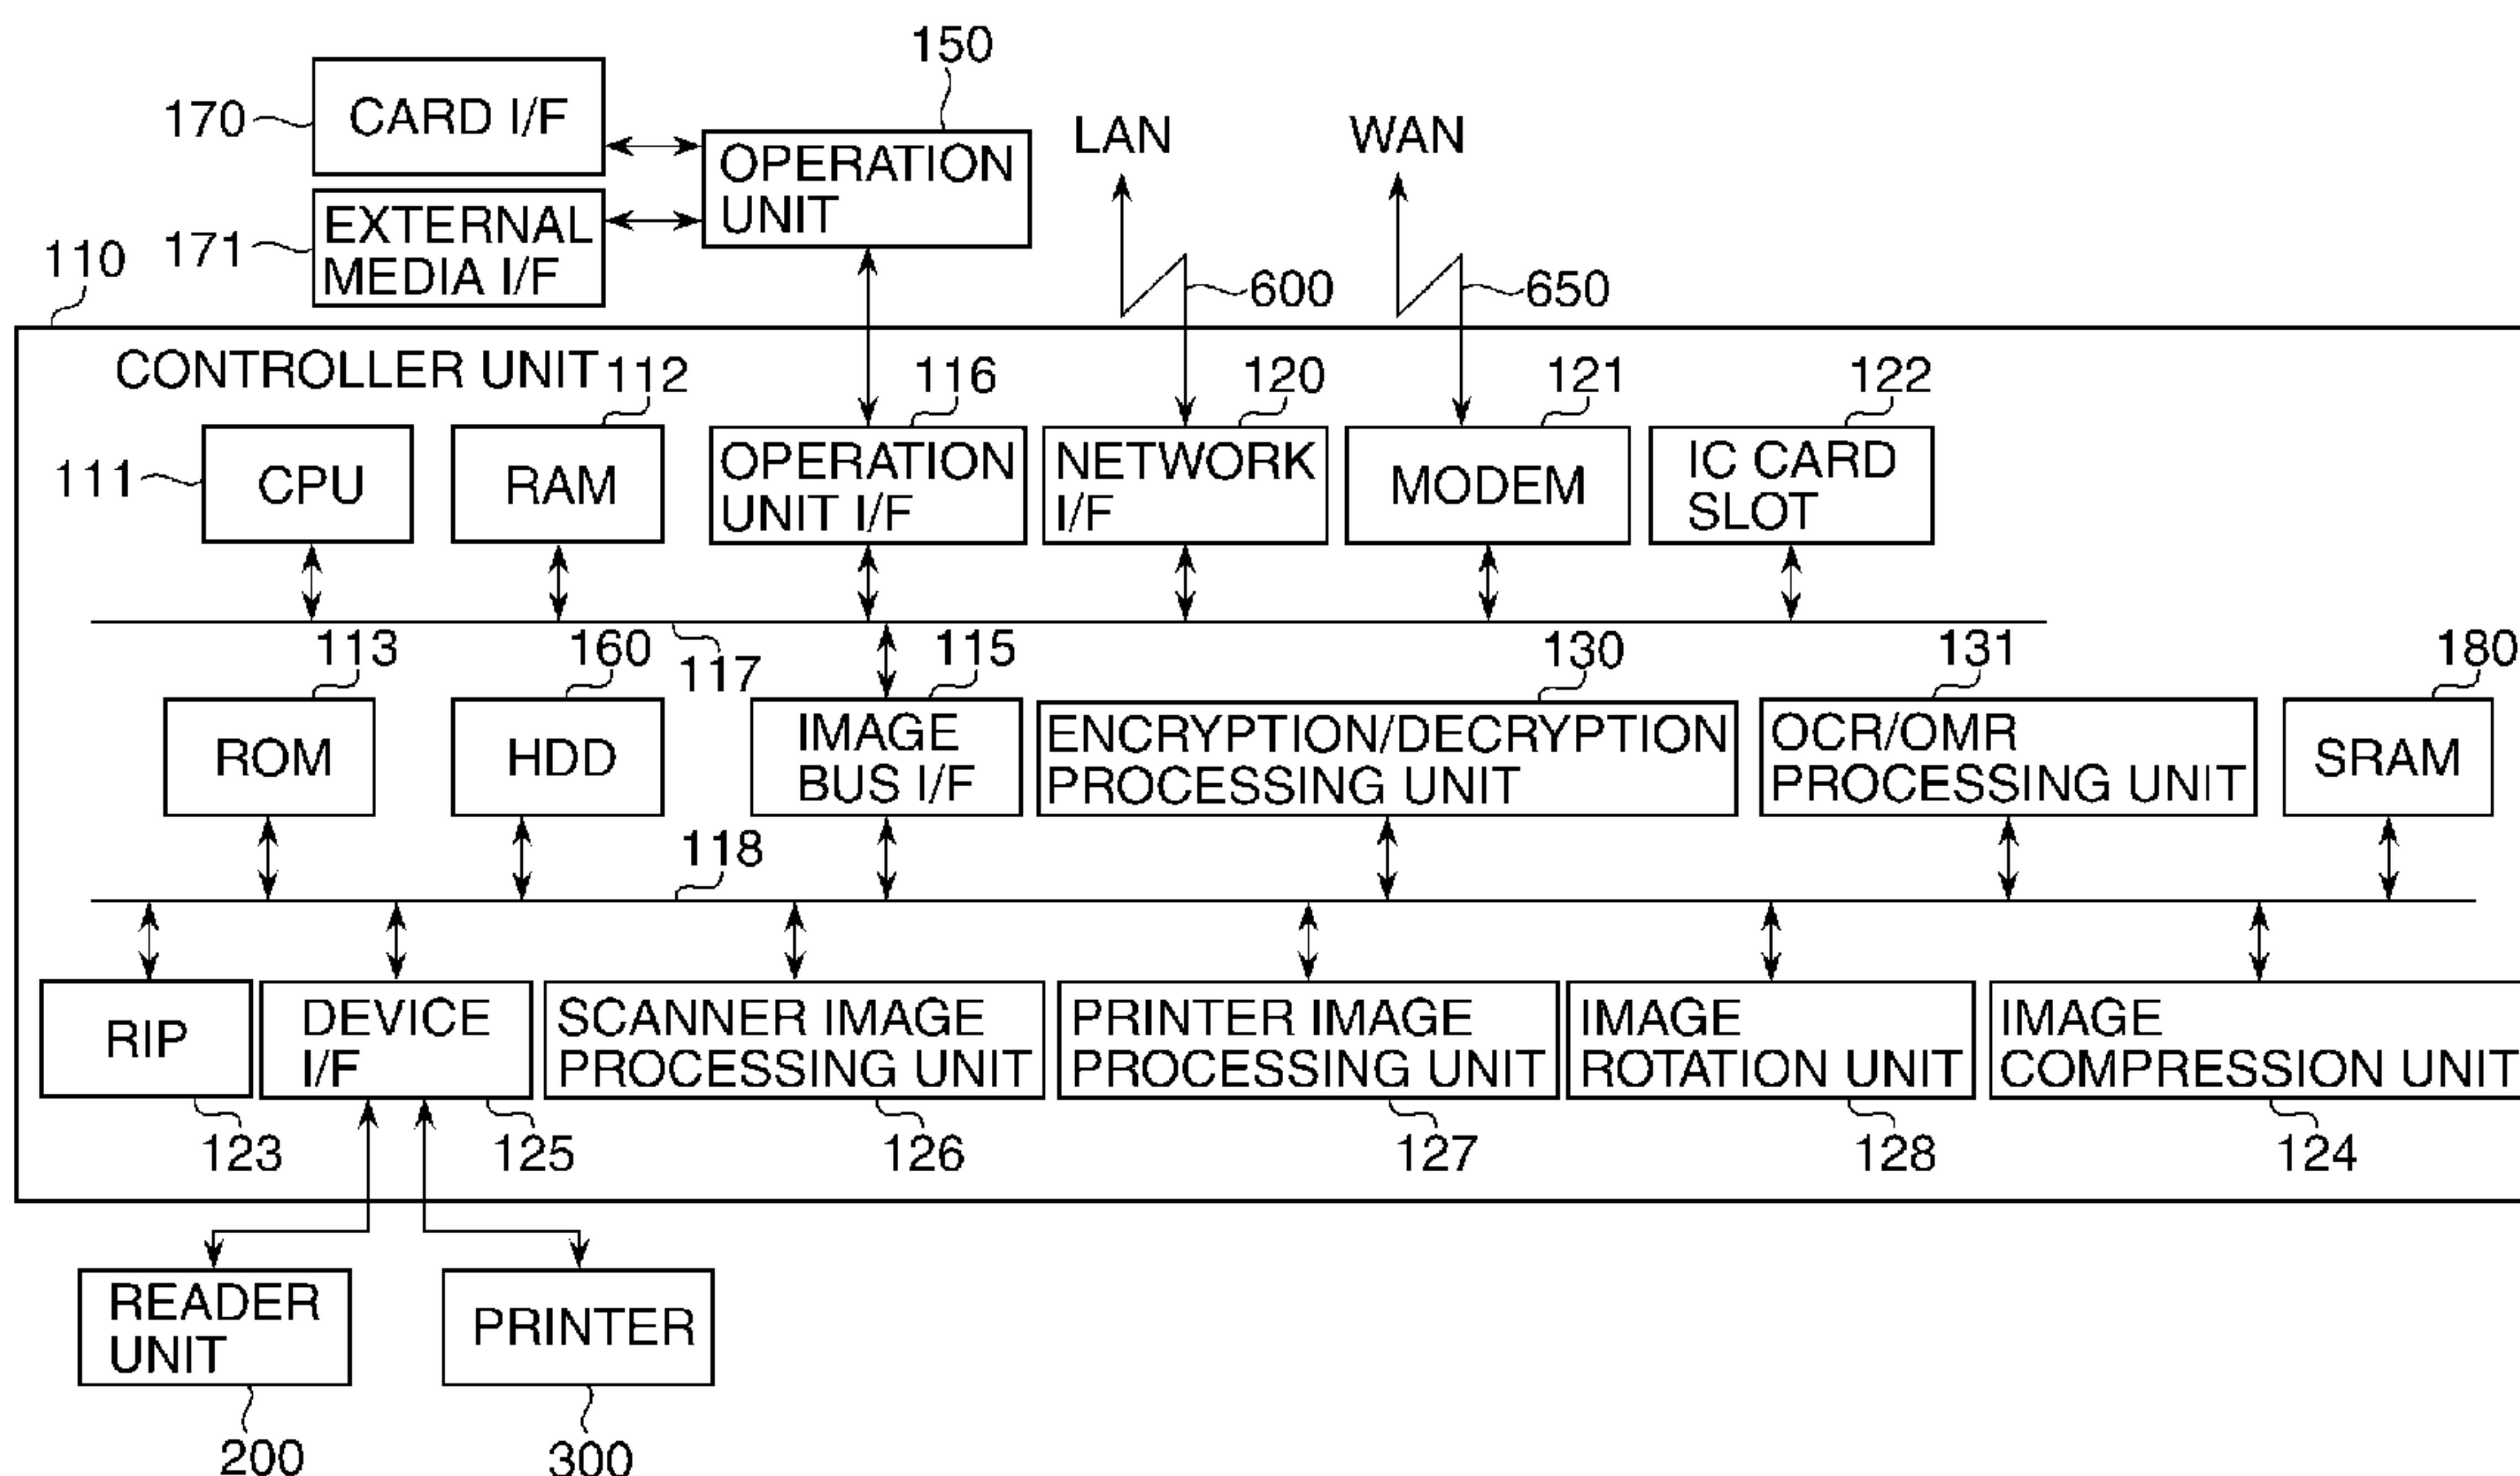 150
170
CARD I/F
LAN
WAN
OPERATION
UNIT
110
171
EXTERNAL
MEDIA I/F
600
650
CONTROLLER UNIT
112
116
120
121
122
111
CPU
RAM
OPERATION
UNIT I/F
NETWORK
I/F
MODEM
IC CARD
SLOT
113
160
117
115
130
131
180
ROM
HDD
IMAGE
BUS I/F
ENCRYPTION/DECRYPTION
PROCESSING UNIT
OCR/OMR
PROCESSING UNIT
SRAM
118
RIP
DEVICE
I/F
SCANNER IMAGE
PROCESSING UNIT
PRINTER IMAGE
PROCESSING UNIT
IMAGE
ROTATION UNIT
IMAGE
COMPRESSION UNIT
123
125
126
127
128
124
READER
UNIT
PRINTER
200
300